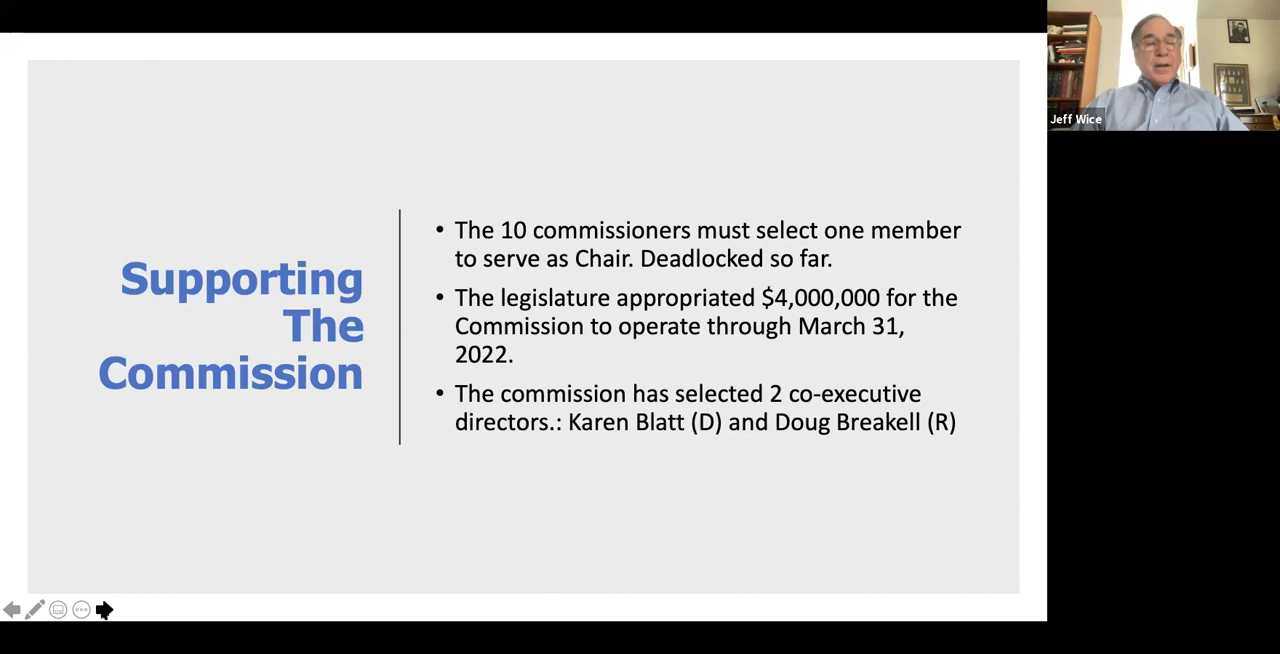 Supporting
The
Commission
• The 10 commissioners must select one member
to serve as Chair. Deadlocked so far.
• The legislature appropriated $4,000,000 for the
Commission to operate through March 31,
2022.
• The commission has selected 2 co-executive
directors.: Karen Blatt (D) and Doug Breakell (R)
Jeff Wice